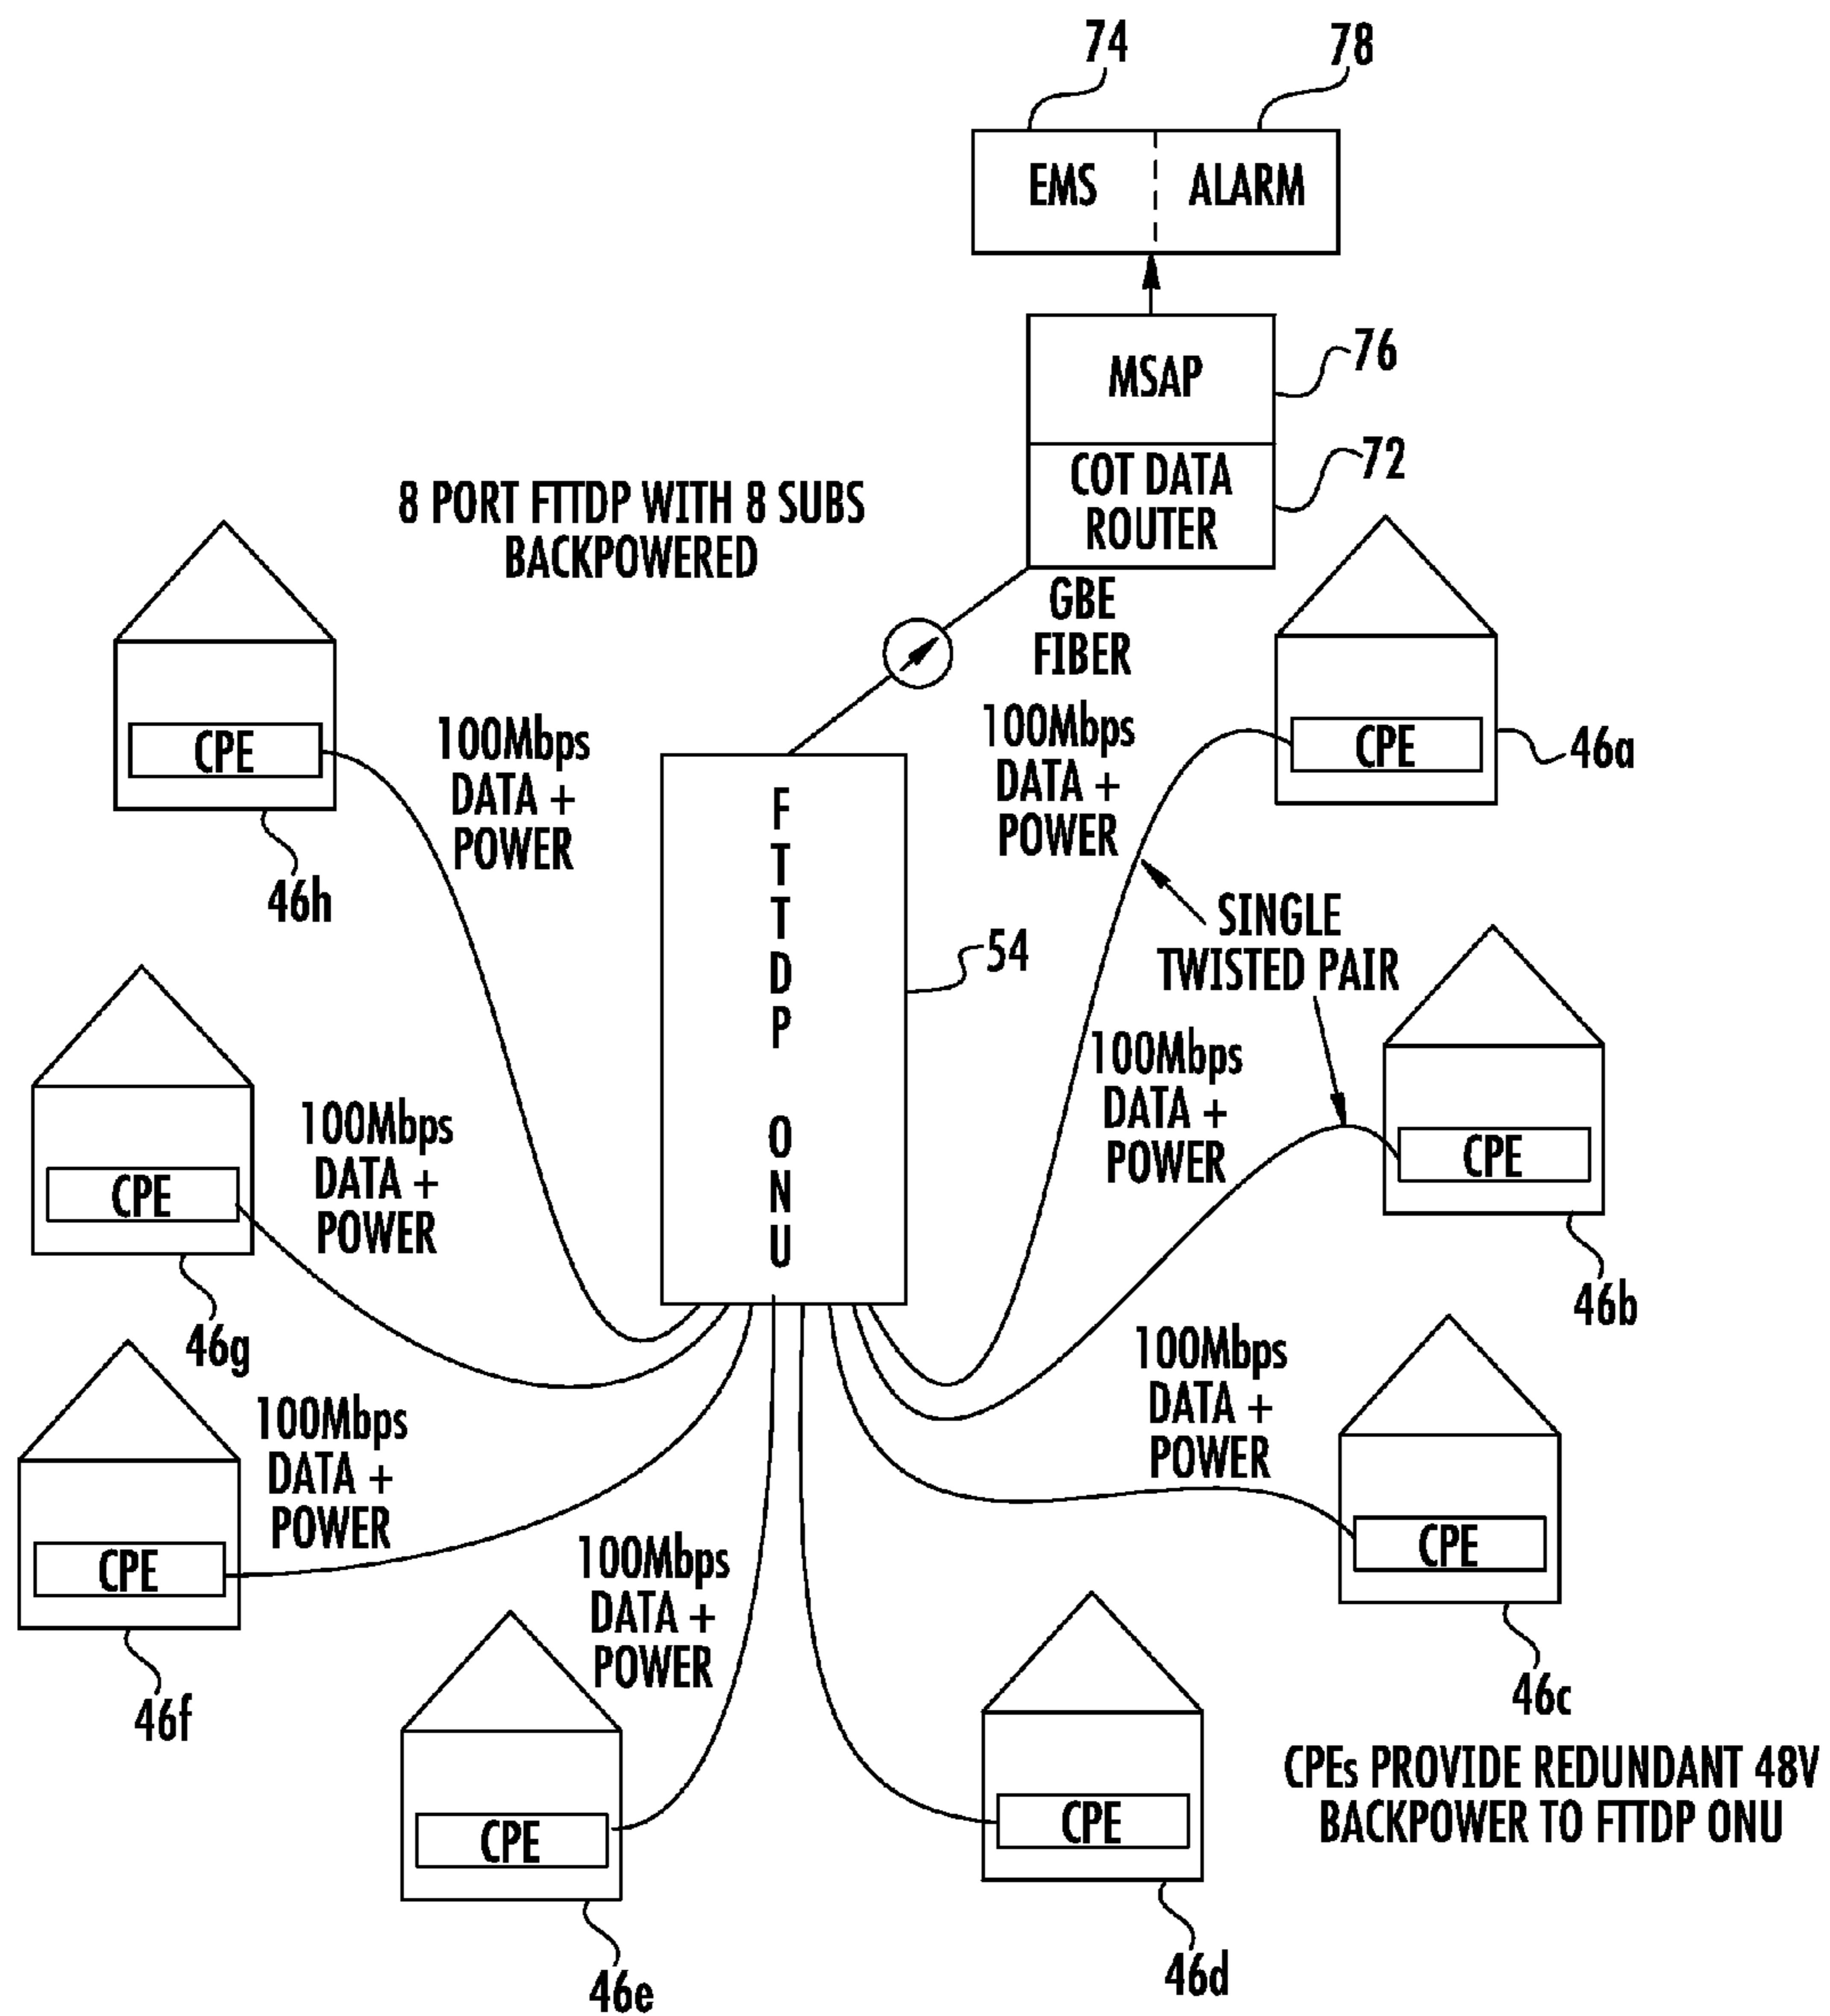 74
78
EMS
ALARM
MSAP
76
COT DATA
ROUTER
72
8 PORT FTTDP WITH 8 SUBS
BACKPOWERED
GBE
FIBER
CPE
46h
100Mbps
DATA +
POWER
FTTDP ONU
54
100Mbps
DATA +
POWER
CPE
46a
SINGLE
TWISTED PAIR
100Mbps
DATA +
POWER
CPE
46b
CPE
46g
100Mbps
DATA +
POWER
100Mbps
DATA +
POWER
CPE
46c
CPE
46f
100Mbps
DATA +
POWER
100Mbps
DATA +
POWER
CPE
46e
CPE
46d
CPEs PROVIDE REDUNDANT 48V
BACKPOWER TO FTTDP ONU